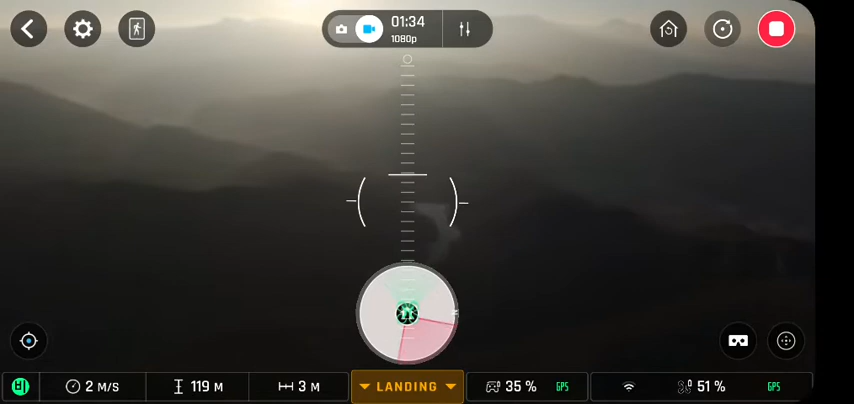 01:34
1080p
2 M/S
119 M
3 M
LANDING
35 %
GPS
51 %
GPS